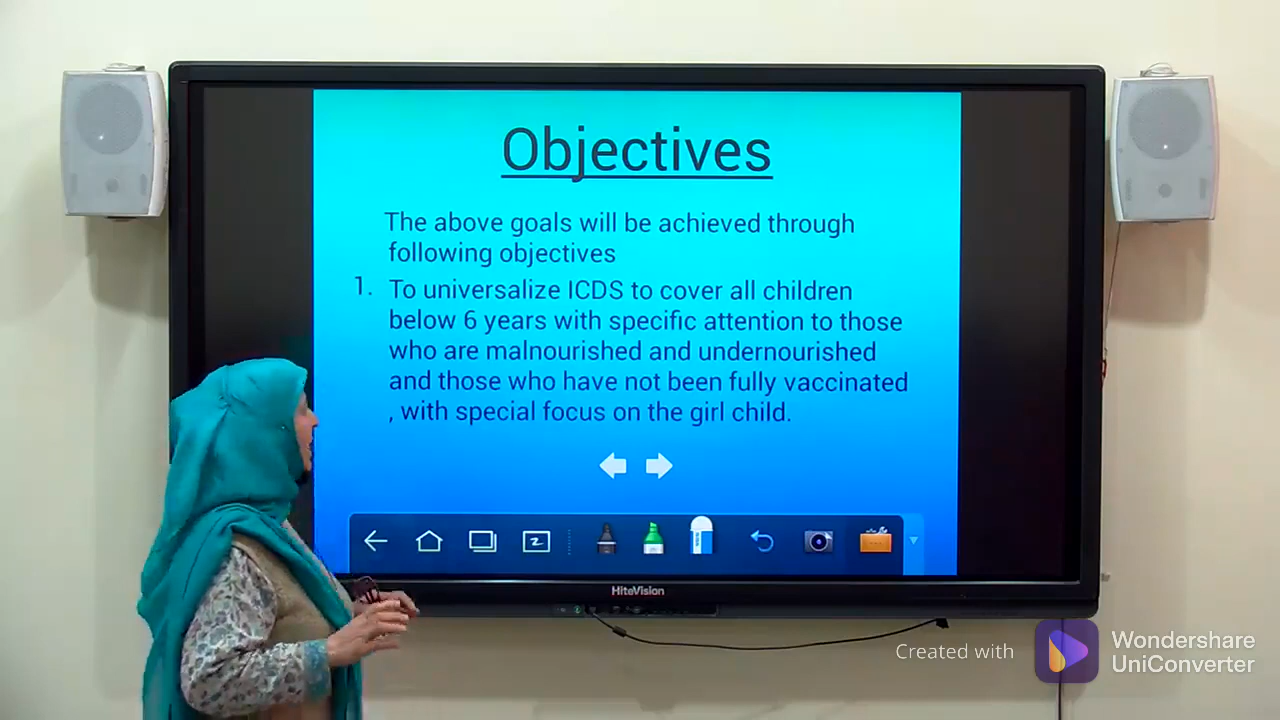 Objectives
The above goals will be achieved through
following objectives
1. To universalize ICDS to cover all children
below 6 years with specific attention to those
who are malnourished and undernourished
and those who have not been fully vaccinated
, with special focus on the girl child.
HiteVision
Created with
Wondershare
UniConverter